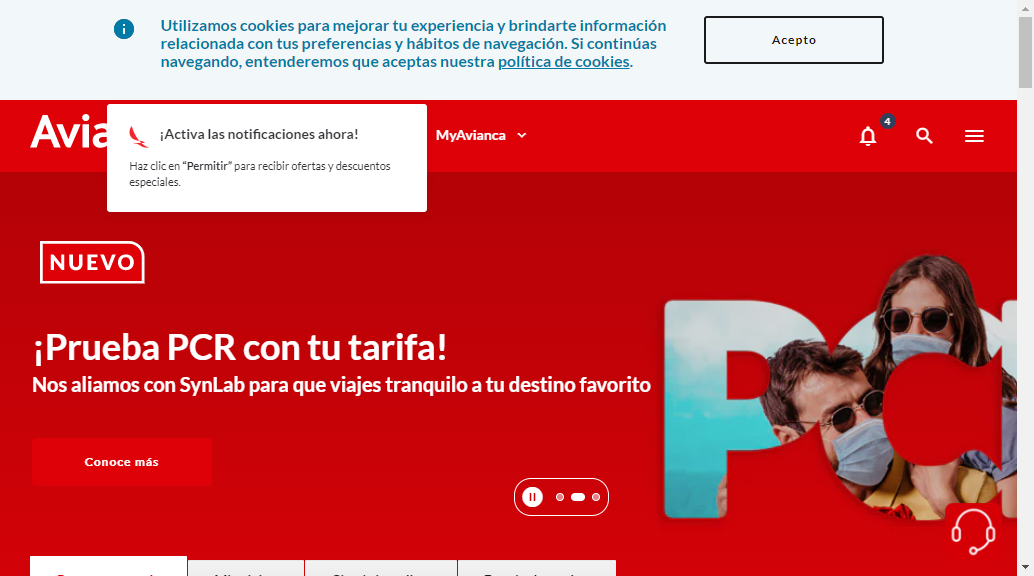 Utilizamos cookies para mejorar tu experiencia y brindarte información
relacionada con tus preferencias y hábitos de navegación. Si continúas
navegando, entenderemos que aceptas nuestra política de cookies.
Acepto
Avia
¡Activa las notificaciones ahora!
Haz clic en “Permitir” para recibir ofertas y descuentos
especiales.
MyAvianca
4
NUEVO
¡Prueba PCR con tu tarifa!
Nos aliamos con SynLab para que viajes tranquilo a tu destino favorito
Conoce más
PC